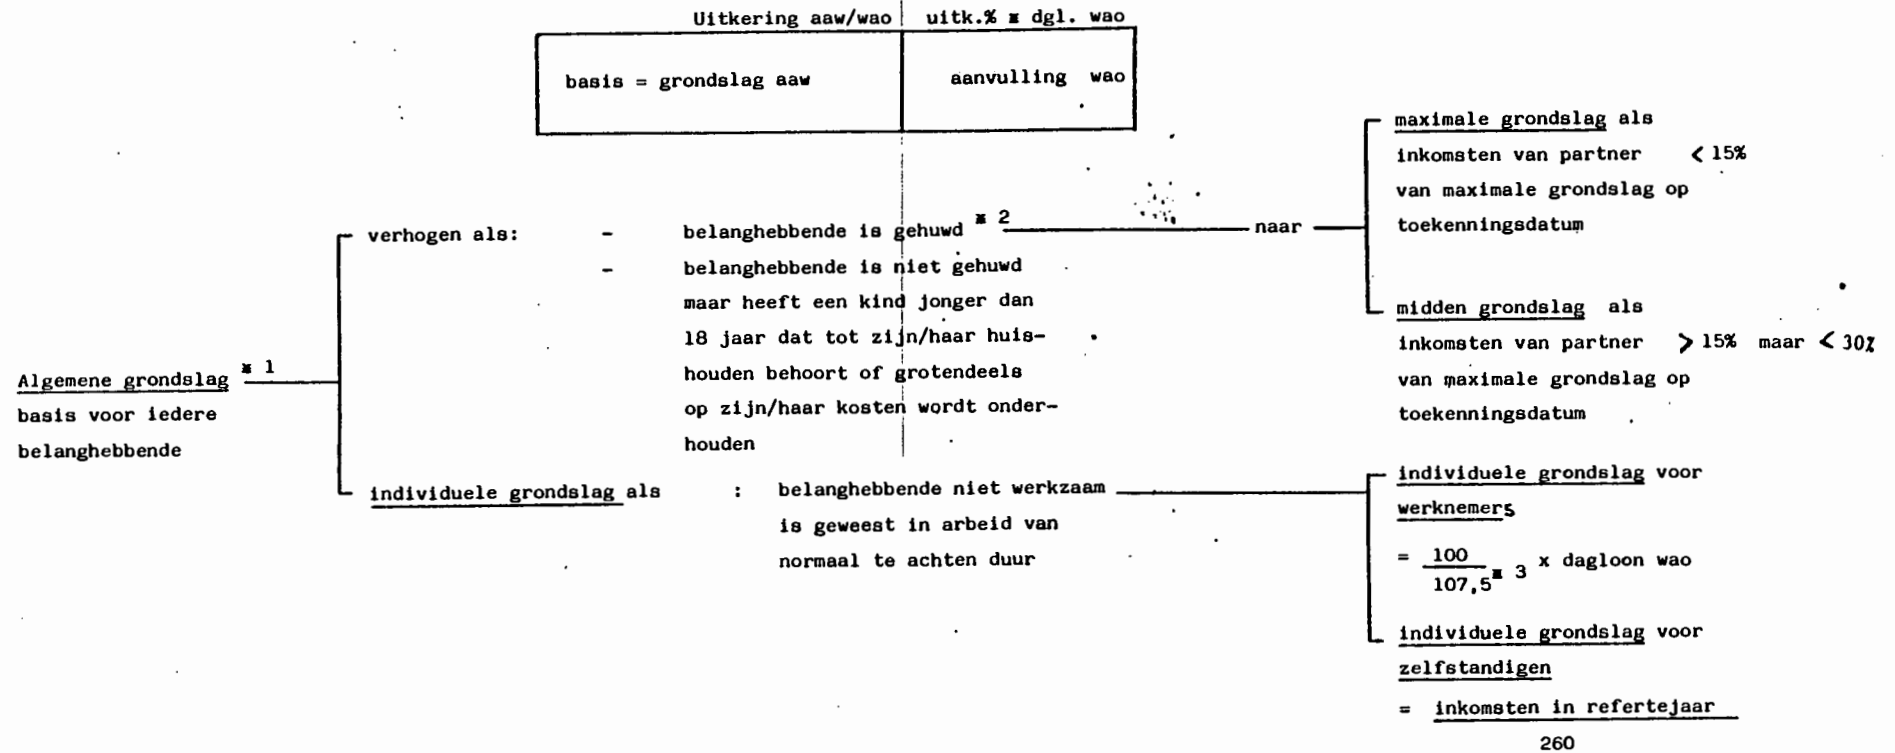 Uitkering aaw/wao uitk.% * dgl. wao
basis = grondslag aaw aanvulling wao
Algemene grondslag * 1
basis voor iedere
belanghebbende
verhogen als: - belanghebbende is gehuwd * 2 naar
- belanghebbende is niet gehuwd
maar heeft een kind jonger dan
18 jaar dat tot zijn/haar huis-
houden behoort of grotendeels
op zijn/haar kosten wordt onder-
houden
maximale grondslag als
inkomsten van partner < 15%
van maximale grondslag op
toekenningsdatum
midden grondslag als
inkomsten van partner > 15% maar < 30%
van maximale grondslag op
toekenningsdatum
individuele grondslag als : belanghebbende niet werkzaam
is geweest in arbeid van
normaal te achten duur
individuele grondslag voor
werknemers
= 100 / 107,5 * 3 x dagloon wao
individuele grondslag voor
zelfstandigen
= inkomsten in refertejaar
260